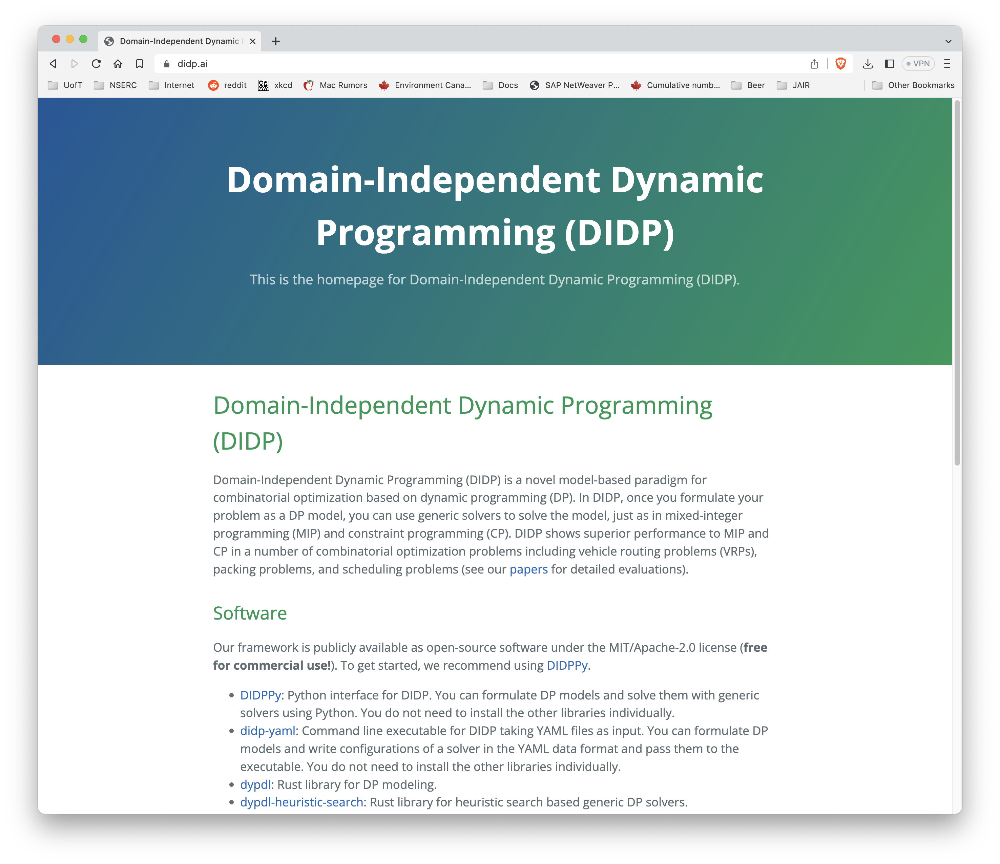 Domain-Independent Dynamic
didp.ai
VPN
UofT NSERC Internet reddit xkcd Mac Rumors Environment Cana... Docs SAP NetWeaver P... Cumulative numb... Beer JAIR Other Bookmarks
Domain-Independent Dynamic
Programming (DIDP)
This is the homepage for Domain-Independent Dynamic Programming (DIDP).
Domain-Independent Dynamic Programming
(DIDP)
Domain-Independent Dynamic Programming (DIDP) is a novel model-based paradigm for
combinatorial optimization based on dynamic programming (DP). In DIDP, once you formulate your
problem as a DP model, you can use generic solvers to solve the model, just as in mixed-integer
programming (MIP) and constraint programming (CP). DIDP shows superior performance to MIP and
CP in a number of combinatorial optimization problems including vehicle routing problems (VRPs),
packing problems, and scheduling problems (see our papers for detailed evaluations).
Software
Our framework is publicly available as open-source software under the MIT/Apache-2.0 license (free
for commercial use!). To get started, we recommend using DIDPPy.
• DIDPPy: Python interface for DIDP. You can formulate DP models and solve them with generic
solvers using Python. You do not need to install the other libraries individually.
• didp-yaml: Command line executable for DIDP taking YAML files as input. You can formulate DP
models and write configurations of a solver in the YAML data format and pass them to the
executable. You do not need to install the other libraries individually.
• dypdl: Rust library for DP modeling.
• dypdl-heuristic-search: Rust library for heuristic search based generic DP solvers.